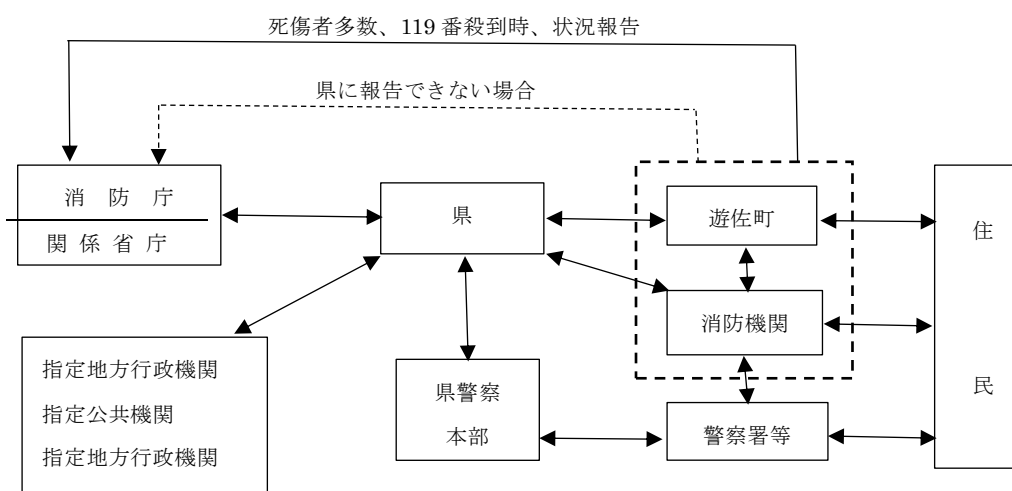 死傷者多数、119 番殺到時、状況報告
県に報告できない場合
消 防 庁
関 係 省 庁
県
遊佐町
住
民
消防機関
指定地方行政機関
指定公共機関
指定地方行政機関
県警察
本部
警察署等